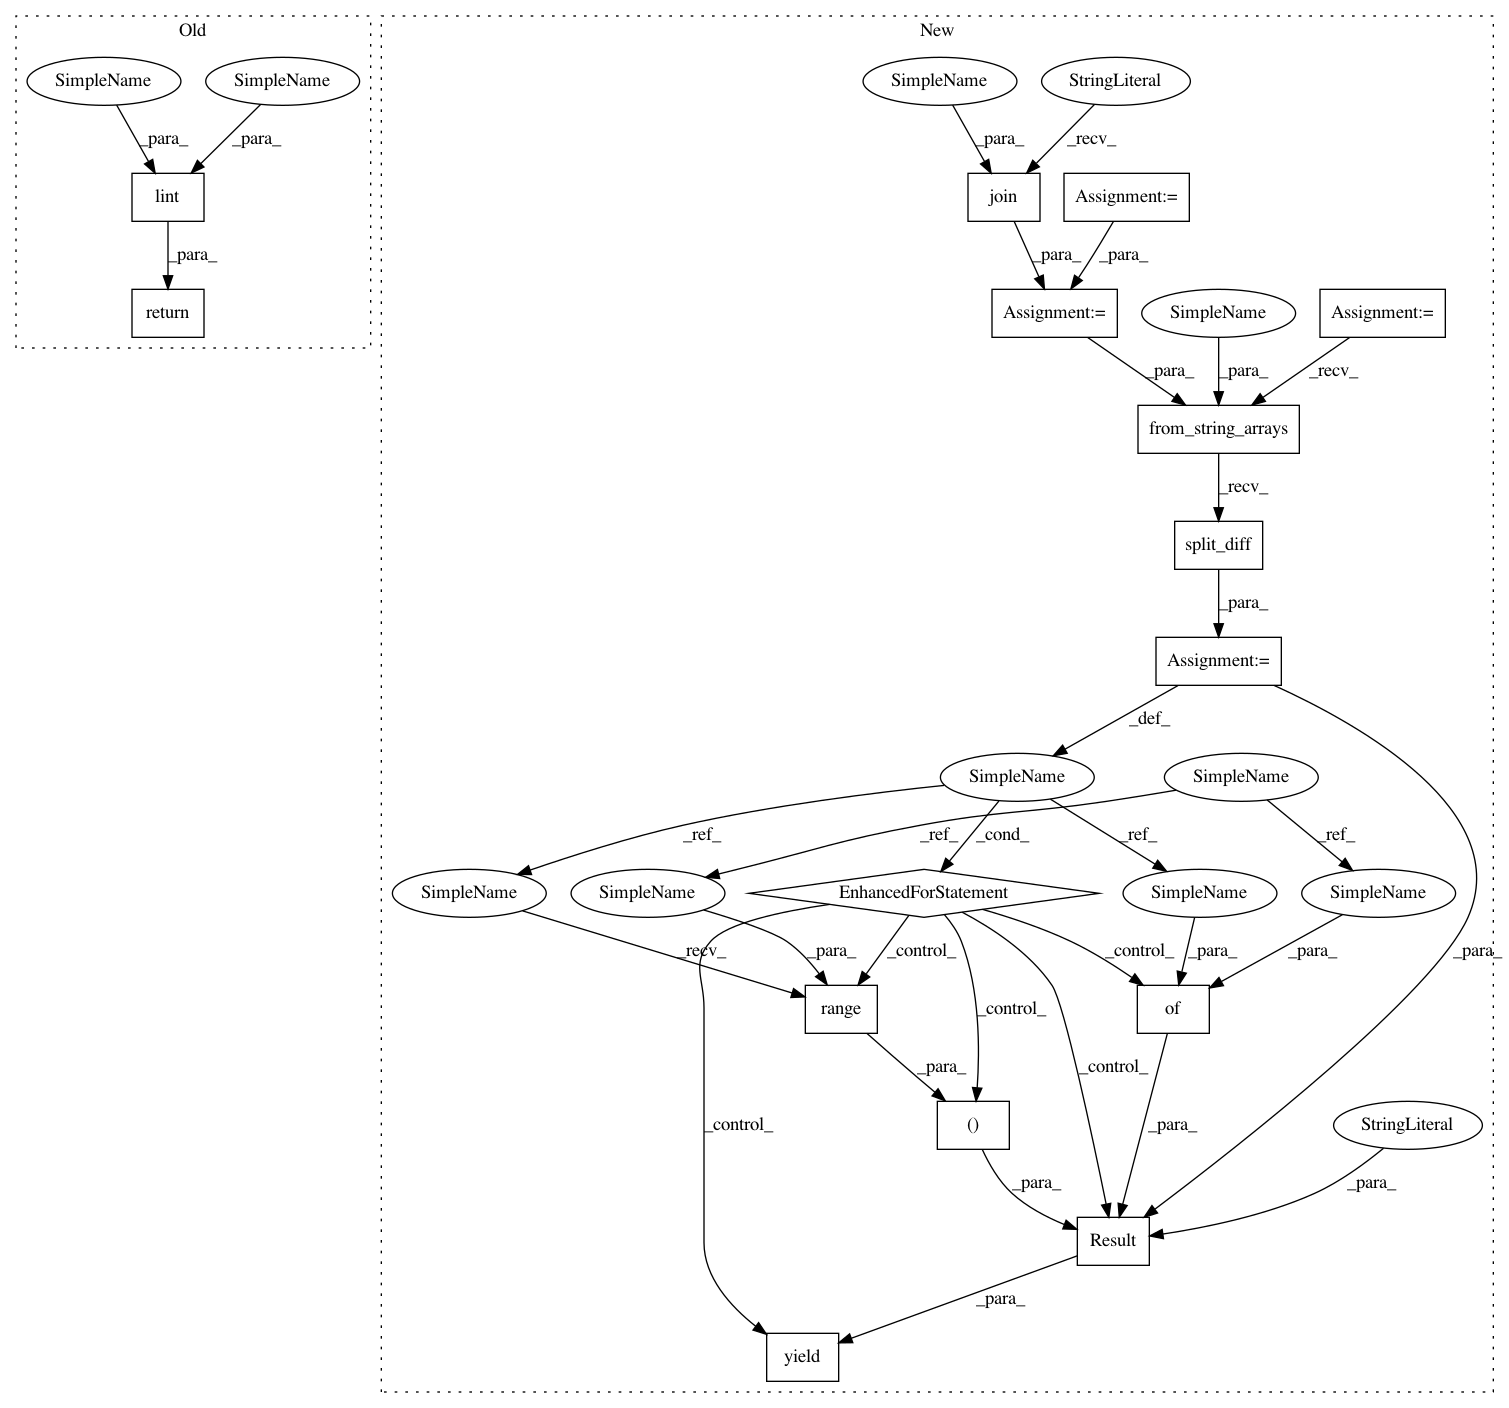 Old
New
SimpleName
SimpleName
SimpleName
StringLiteral
_para_
_para_
_para_
_recv_
lint
join
Assignment:=
_para_
_para_
_para_
return
Assignment:=
SimpleName
Assignment:=
_para_
_para_
_recv_
from_string_arrays
_recv_
split_diff
_para_
Assignment:=
_def_
SimpleName
SimpleName
_ref_
_ref_
_cond_
_ref_
_ref_
SimpleName
SimpleName
EnhancedForStatement
SimpleName
SimpleName
_recv_
_para_
_control_
_control_
_para_
_para_
_para_
range
of
_control_
_para_
_control_
()
_control_
_para_
StringLiteral
_para_
_para_
Result
_para_
yield